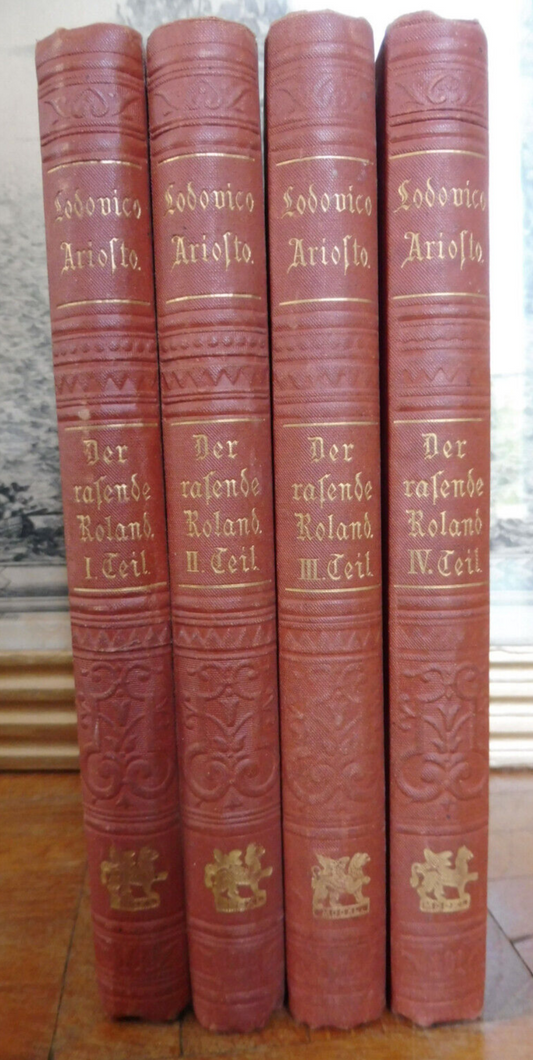 Lodovico
Arioſto.
Der
raſende
Roland.
I. Teil.
Lodovico
Arioſto.
Der
raſende
Roland.
II. Teil.
Lodovico
Arioſto.
Der
raſende
Roland.
III. Teil.
Lodovico
Arioſto.
Der
raſende
Roland
IV. Teil.